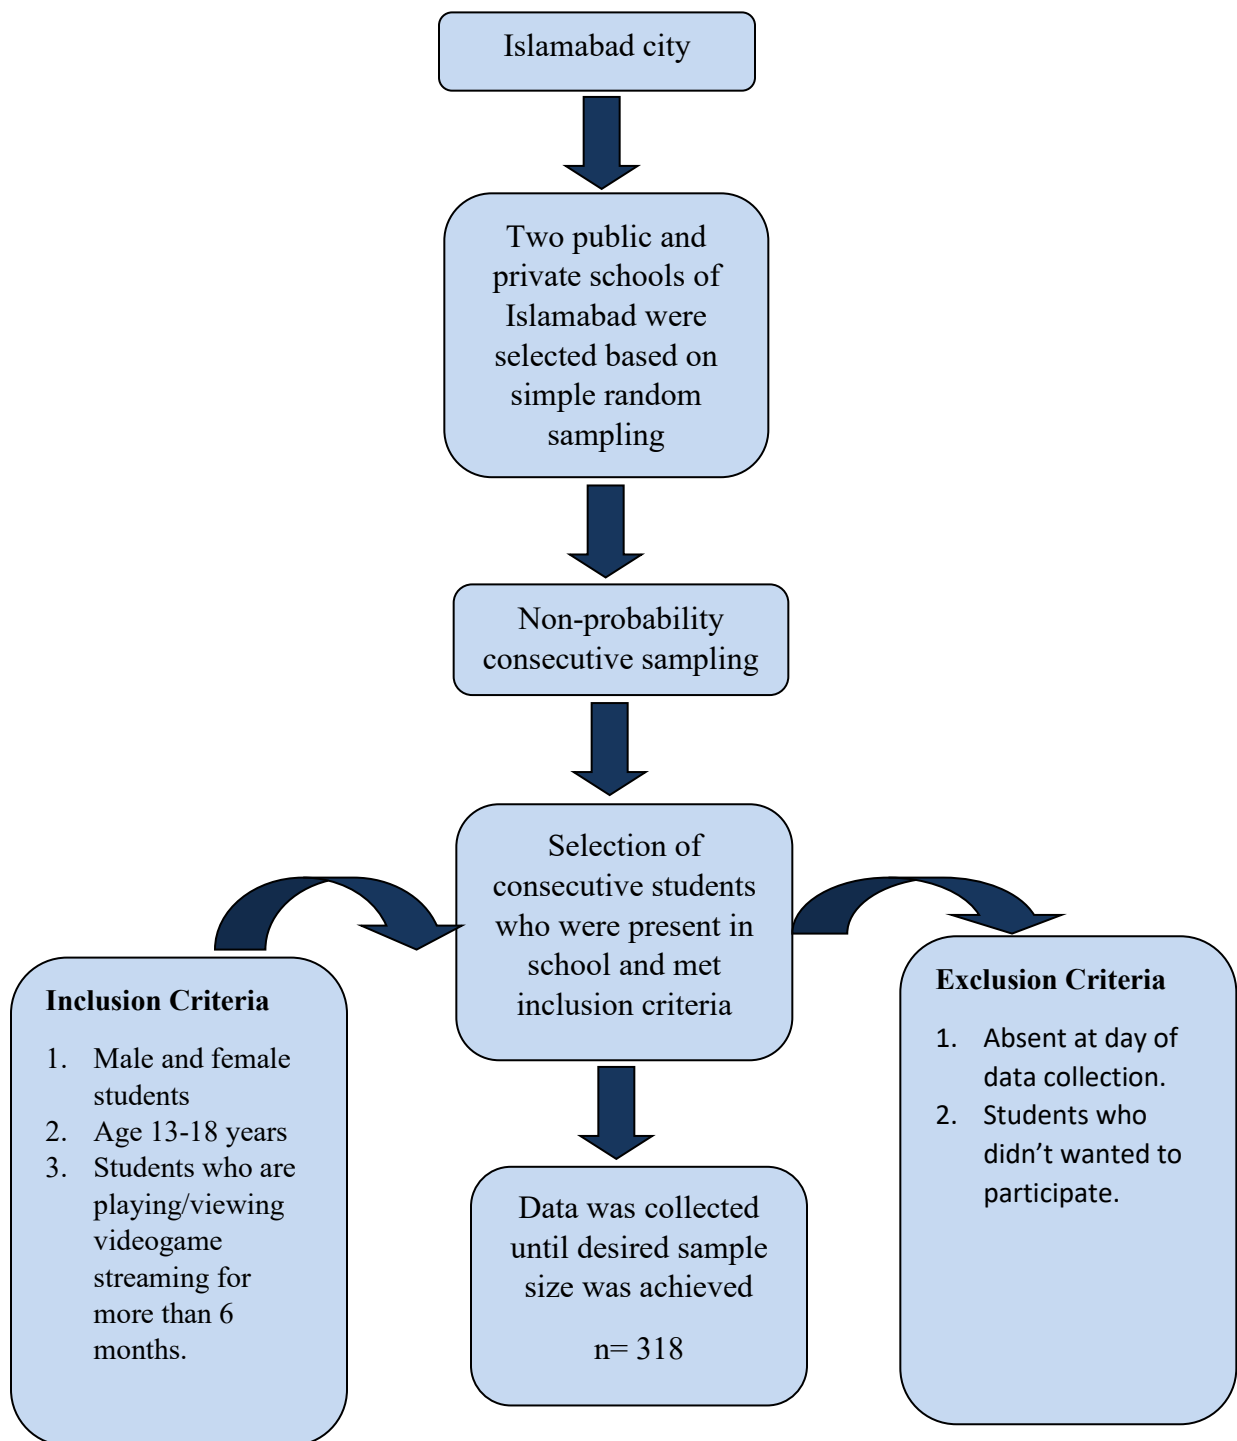 Islamabad city
Two public and
private schools of
Islamabad were
selected based on
simple random
sampling
Non-probability
consecutive sampling
Selection of
consecutive students
who were present in
school and met
inclusion criteria
Inclusion Criteria
1. Male and female
students
2. Age 13-18 years
3. Students who are
playing/viewing
videogame
streaming for
more than 6
months.
Exclusion Criteria
1. Absent at day of
data collection.
2. Students who
didn’t wanted to
participate.
Data was collected
until desired sample
size was achieved
n= 318